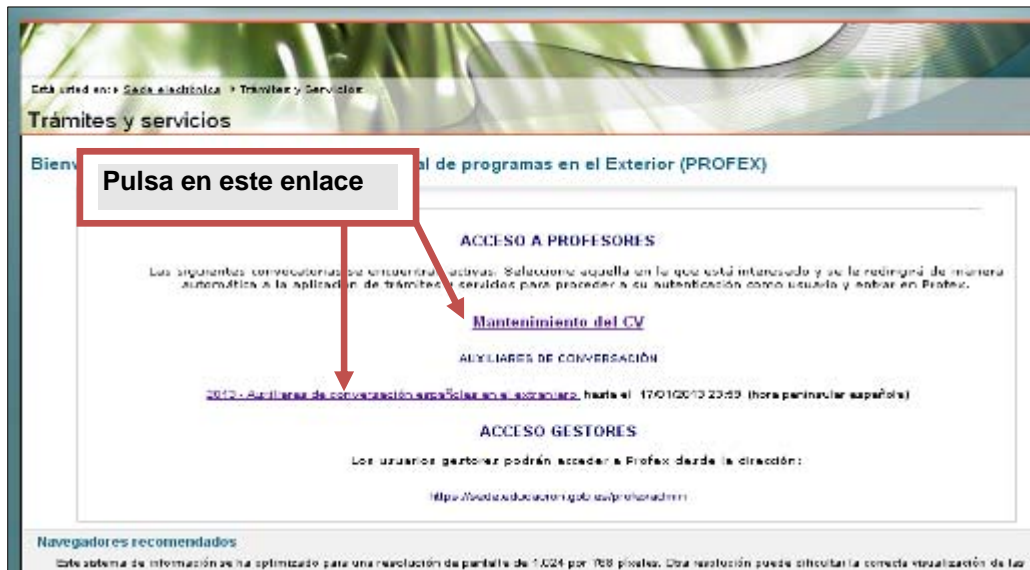 Está usted en: » Sede electrónica » Trámites y Servicios
Trámites y servicios
Bienv al de programas en el Exterior (PROFEX)
Pulsa en este enlace
ACCESO A PROFESORES
Las siguientes convocatorias se encuentran activas. Seleccione aquella en la que está interesado y se le redirigirá de manera
automática a la aplicación de trámites y servicios para proceder a su autenticación como usuario y entrar en Profex.
Mantenimiento del CV
AUXILIARES DE CONVERSACIÓN
2013 - Auxiliares de conversación españoles en el extranjero hasta el 17/01/2013 23:59 (hora peninsular española)
ACCESO GESTORES
Los usuarios gestores podrán acceder a Profex desde la dirección:
https://sede.educacion.gob.es/profexadmin
Navegadores recomendados
Este sistema de información se ha optimizado para una resolución de pantalla de 1.024 por 768 píxeles. Otra resolución puede dificultar la correcta visualización de las